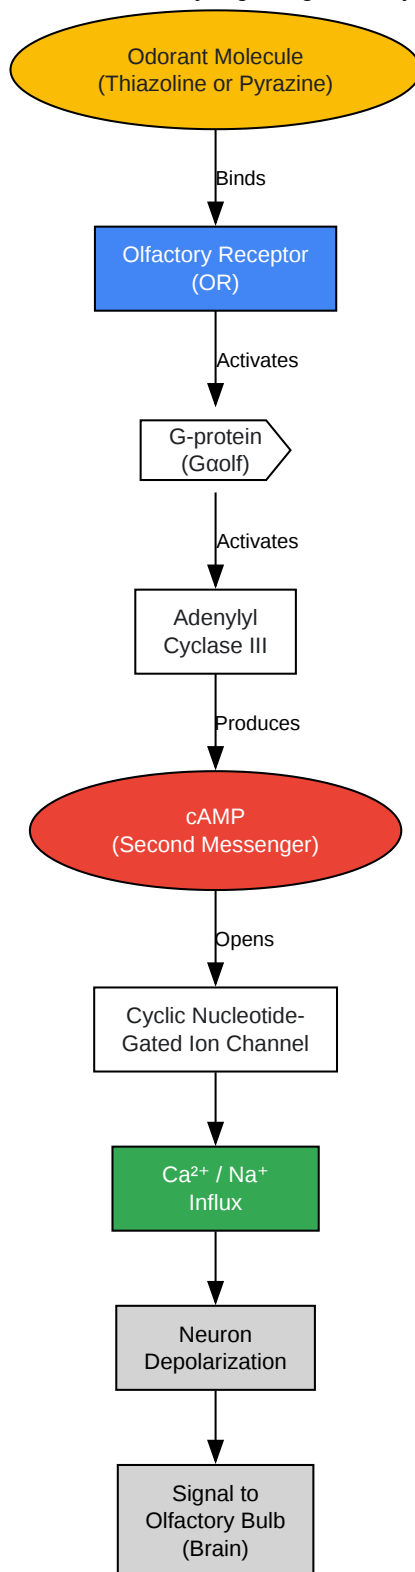 Odorant Molecule
(Thiazoline or Pyrazine)
Binds
Olfactory Receptor
(OR)
Activates
G-protein
(Gαolf)
Activates
Adenylyl
Cyclase III
Produces
cAMP
(Second Messenger)
Opens
Cyclic Nucleotide-
Gated Ion Channel
Ca²⁺ / Na⁺
Influx
Neuron
Depolarization
Signal to
Olfactory Bulb
(Brain)